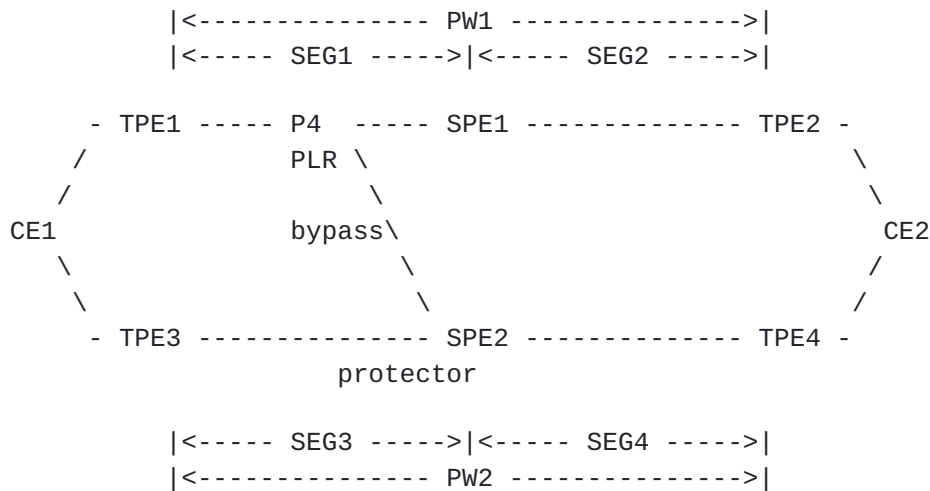 |<--------------- PW1 --------------->|
|<----- SEG1 ----->|<----- SEG2 ----->|
- TPE1 ----- P4 ----- SPE1 -------------- TPE2 -
/ PLR \ \
/ \ \
CE1 bypass\ CE2
\ \ /
\ \ /
- TPE3 --------------- SPE2 -------------- TPE4 -
protector
|<----- SEG3 ----->|<----- SEG4 ----->|
|<--------------- PW2 --------------->|